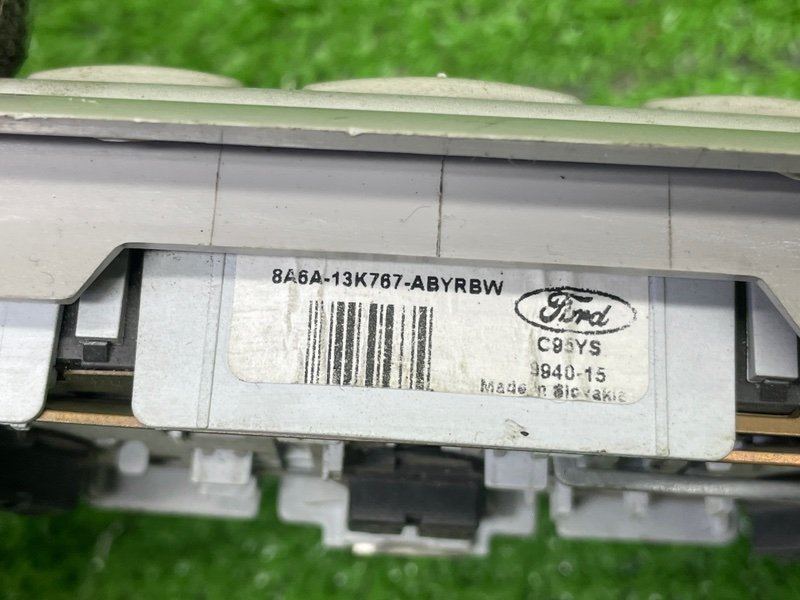 8A6A-13K767-ABYRBW
Ford
C95YS
9940-15
Made in Slovakia